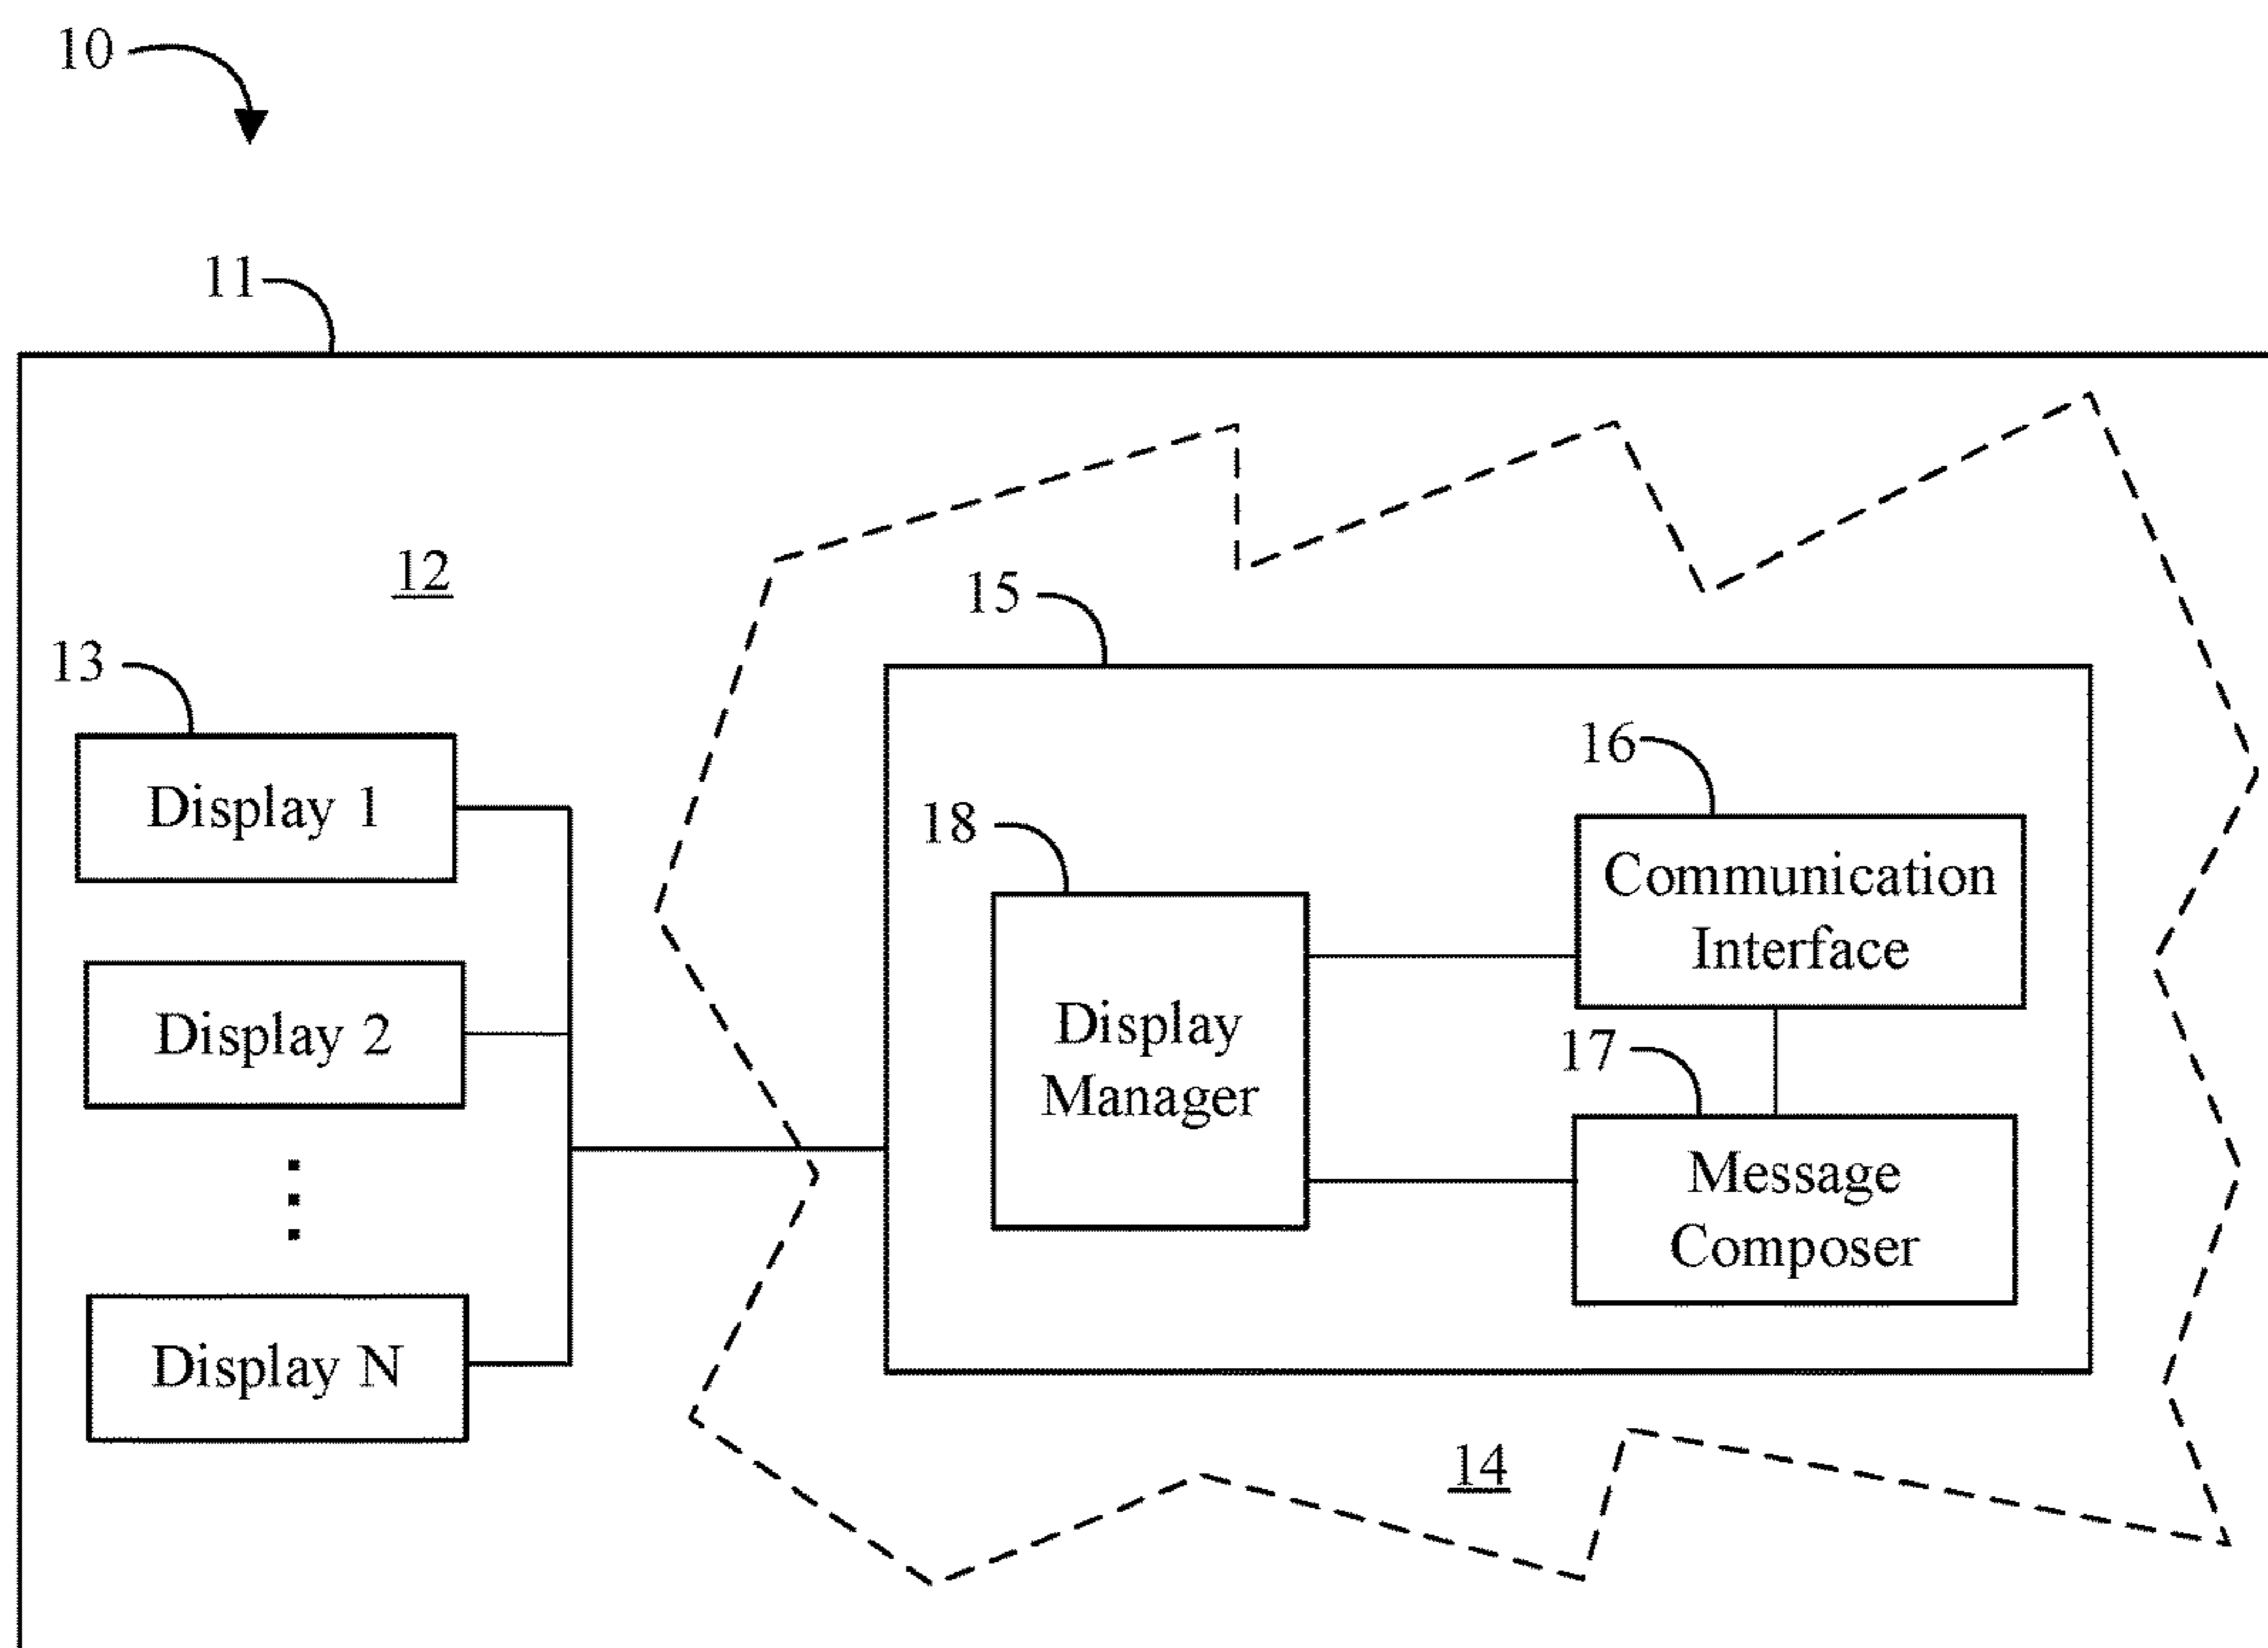 10
11
12
15
13
16
Display 1
18
Communication
Interface
Display 2
Display
Manager
17
Message
Composer
Display N
14